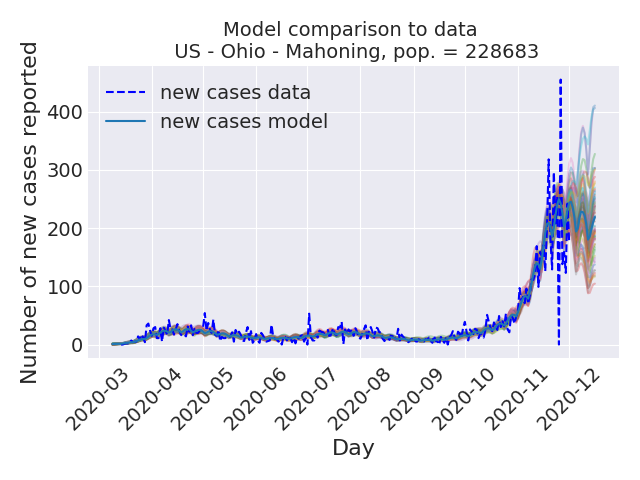 Model comparison to data
US - Ohio - Mahoning, pop. = 228683
Number of new cases reported
400
300
200
100
0
new cases data
new cases model
2020-03
2020-04
2020-05
2020-06
2020-07
2020-08
2020-09
2020-10
2020-11
2020-12
Day